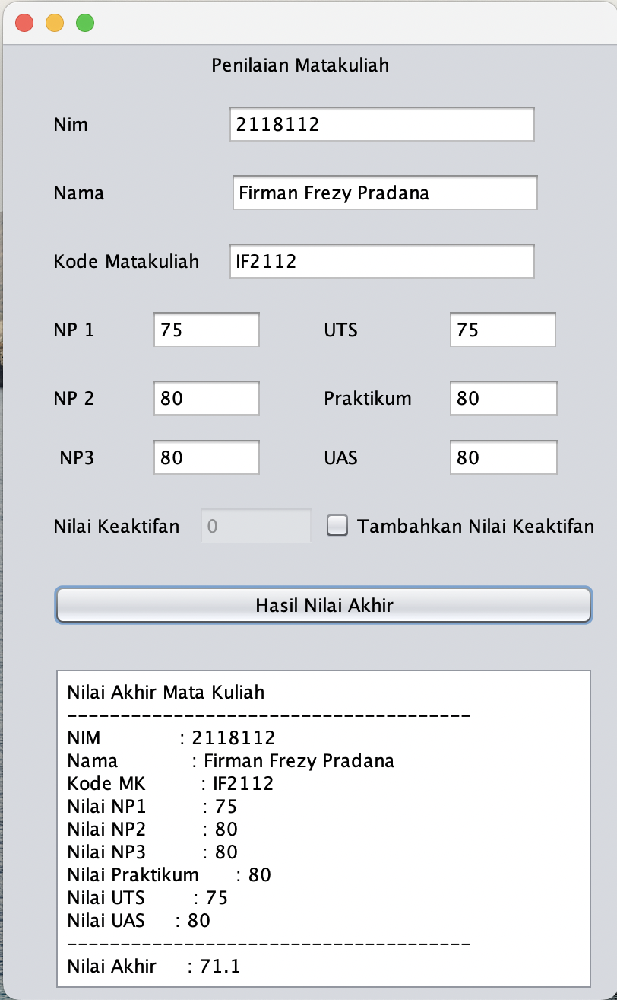 Penilaian Matakuliah
Nim 2118112
Nama Firman Frezy Pradana
Kode Matakuliah IF2112
NP 1 75 UTS 75
NP 2 80 Praktikum 80
NP3 80 UAS 80
Nilai Keaktifan 0 Tambahkan Nilai Keaktifan
Hasil Nilai Akhir
Nilai Akhir Mata Kuliah
--------------------------------------
NIM : 2118112
Nama : Firman Frezy Pradana
Kode MK : IF2112
Nilai NP1 : 75
Nilai NP2 : 80
Nilai NP3 : 80
Nilai Praktikum : 80
Nilai UTS : 75
Nilai UAS : 80
--------------------------------------
Nilai Akhir : 71.1